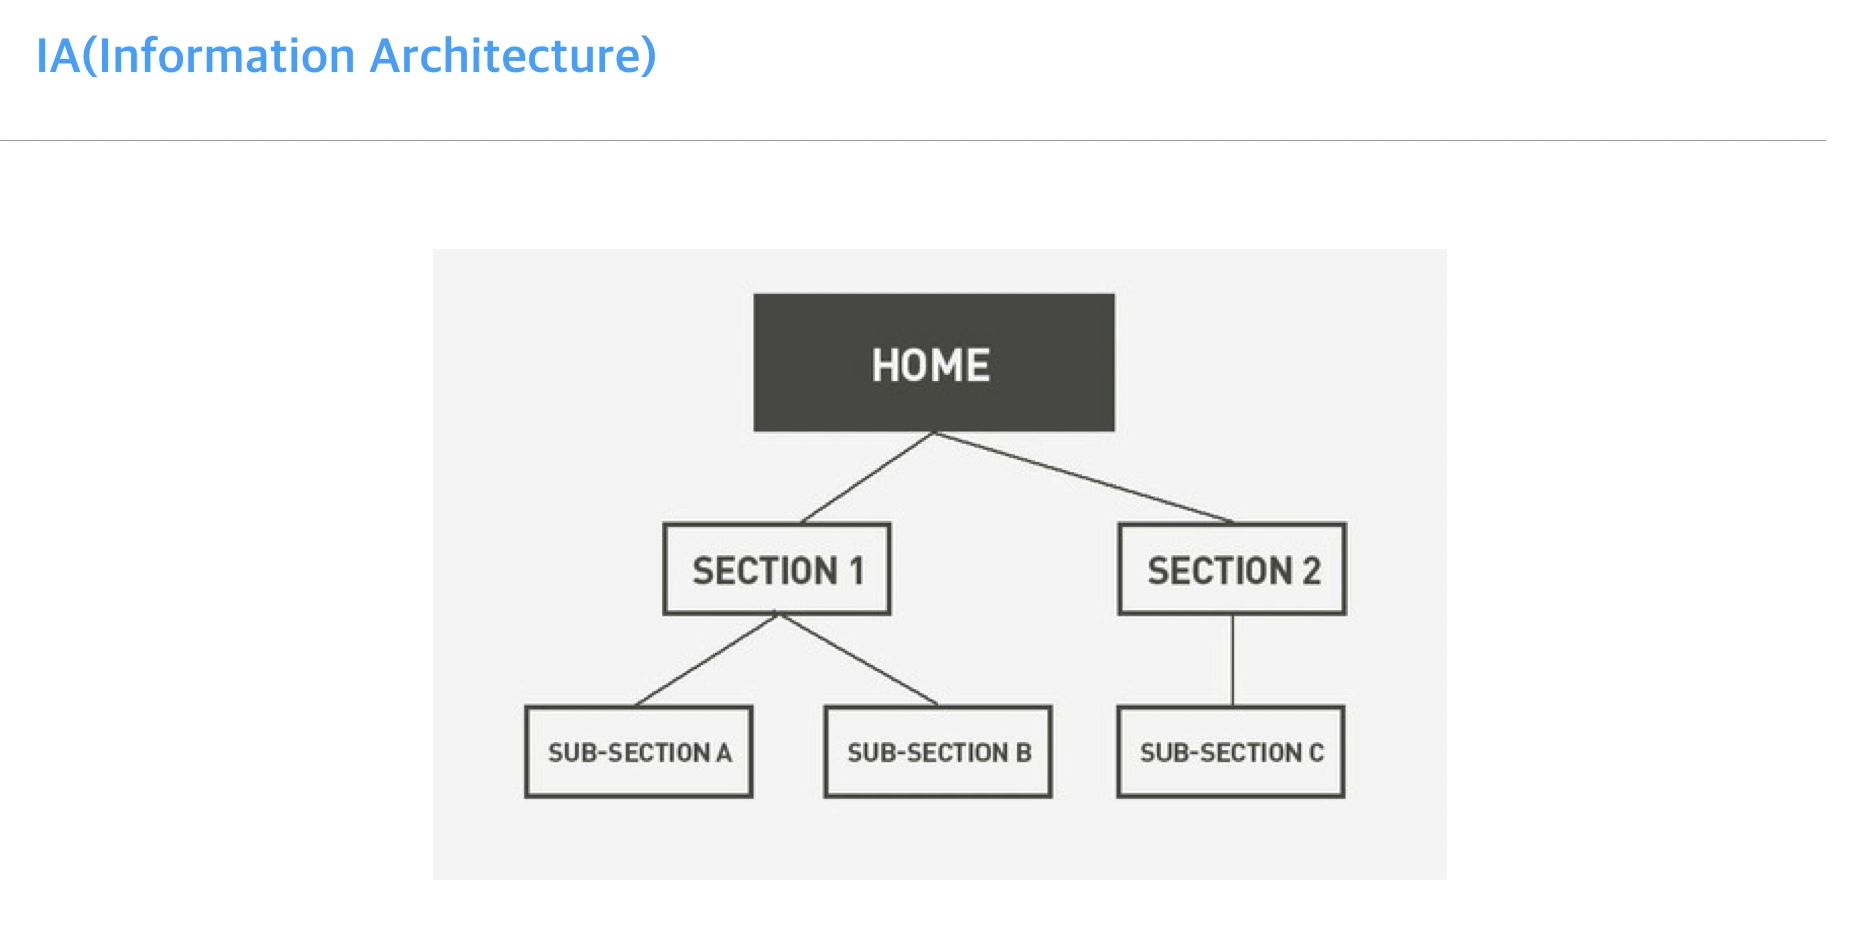 IA(Information Architecture)
HOME
SECTION 1
SECTION 2
SUB-SECTION A
SUB-SECTION B
SUB-SECTION C